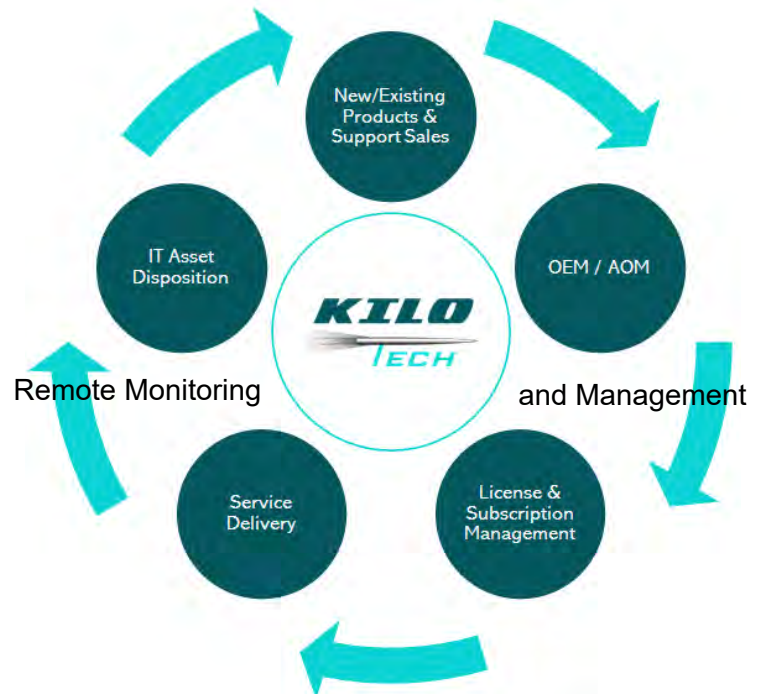 New/Existing
Products &
Support Sales
IT Asset
Disposition
OEM / AOM
KILO
TECH
Remote Monitoring
and Management
Service
Delivery
License &
Subscription
Management